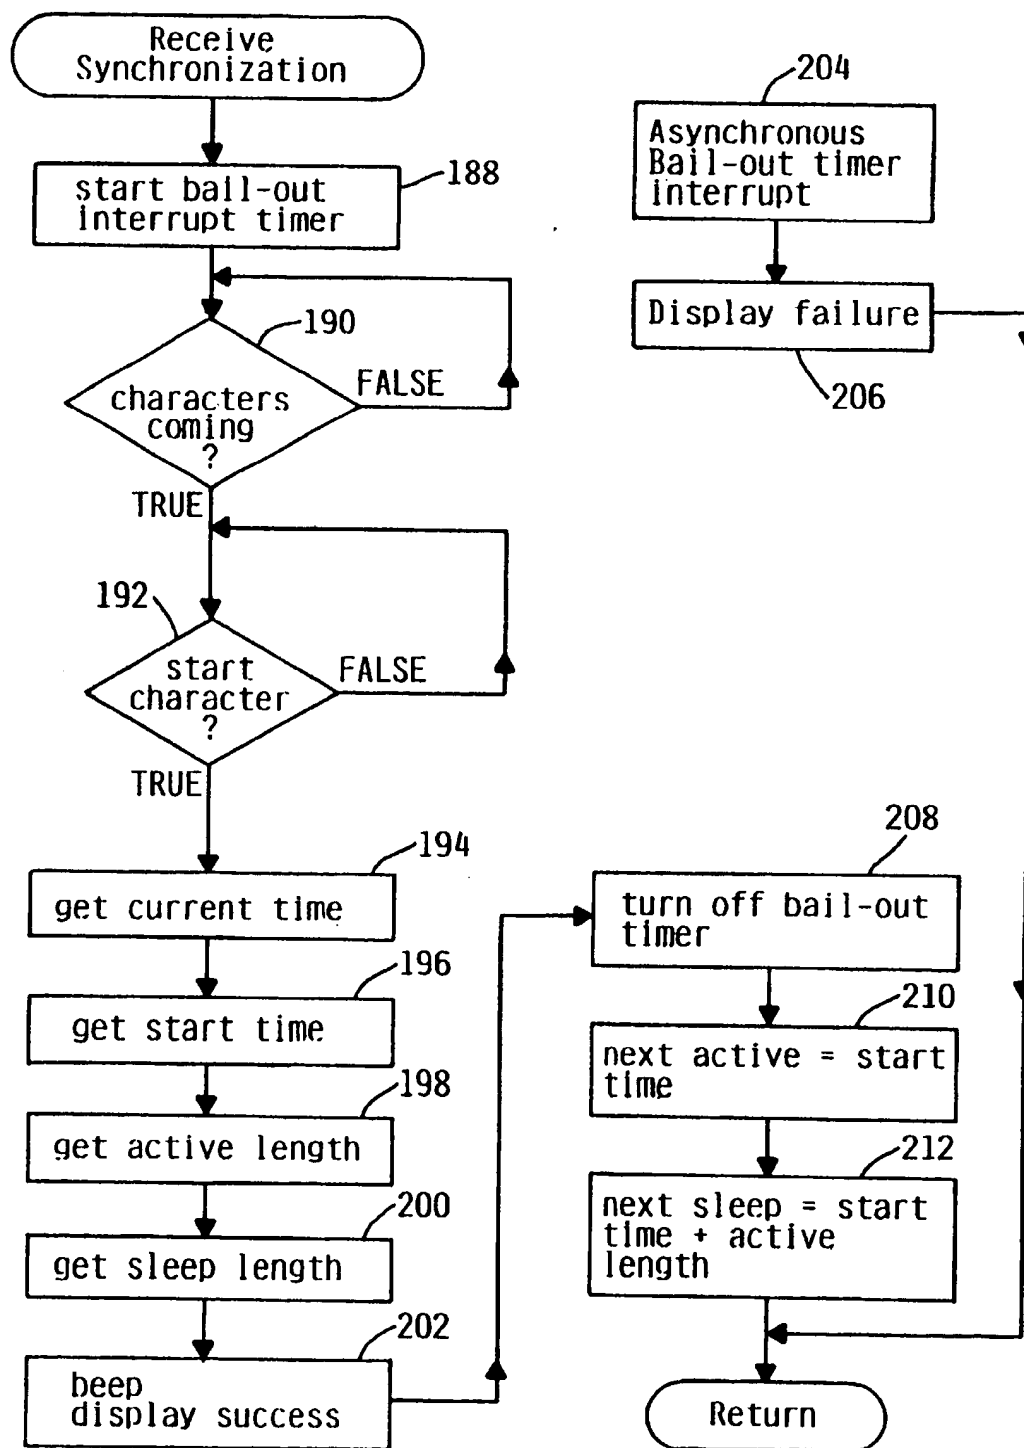 Receive
Synchronization
start bail-out
interrupt timer
188
190
characters
coming
?
FALSE
TRUE
192
start
character
?
FALSE
TRUE
194
get current time
196
get start time
198
get active length
200
get sleep length
202
beep
display success
204
Asynchronous
Bail-out timer
interrupt
Display failure
206
208
turn off bail-out
timer
210
next active = start
time
212
next sleep = start
time + active
length
Return